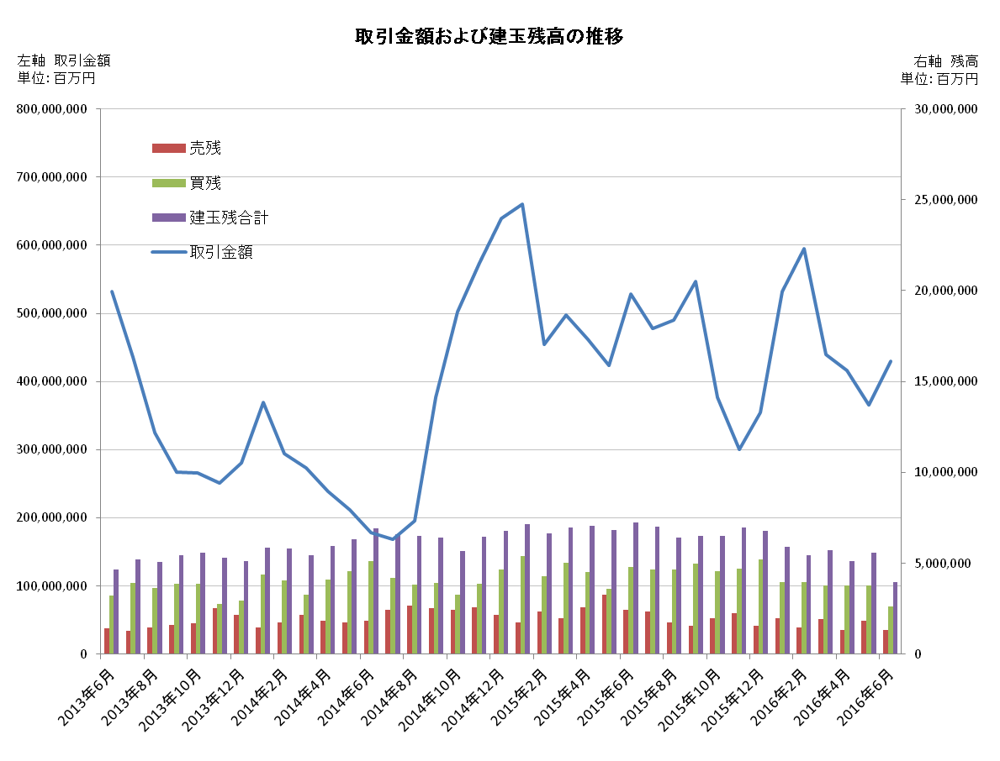 取引金額および建玉残高の推移
左軸 取引金額
単位:百万円
右軸 残高
単位:百万円
800,000,000
700,000,000
600,000,000
500,000,000
400,000,000
300,000,000
200,000,000
100,000,000
0
30,000,000
25,000,000
20,000,000
15,000,000
10,000,000
5,000,000
0
売残
買残
建玉残合計
取引金額
2013年6月
2013年8月
2013年10月
2013年12月
2014年2月
2014年4月
2014年6月
2014年8月
2014年10月
2014年12月
2015年2月
2015年4月
2015年6月
2015年8月
2015年10月
2015年12月
2016年2月
2016年4月
2016年6月